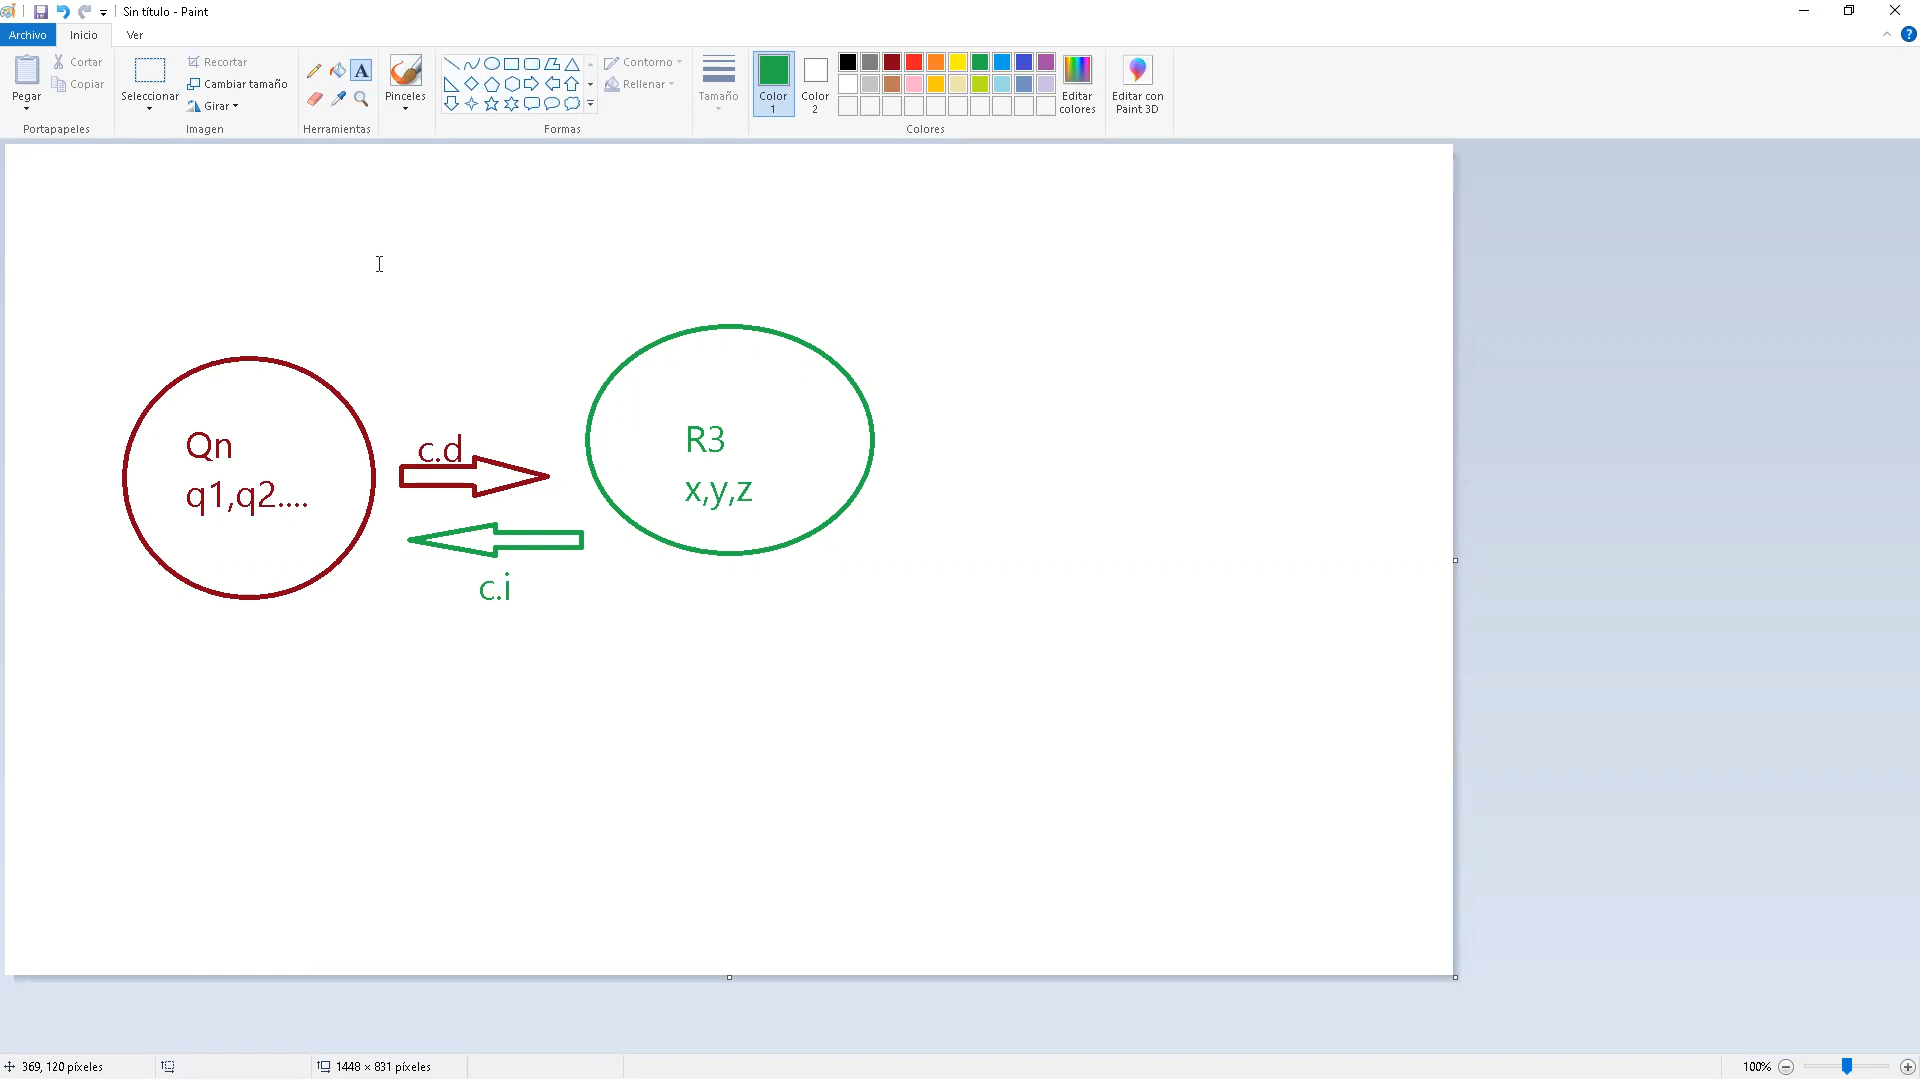 Sin título - Paint
Archivo
Inicio
Ver
Pegar
Cortar
Copiar
Portapapeles
Seleccionar
Recortar
Cambiar tamaño
Girar
Imagen
A
Herramientas
Pinceles
Contorno
Rellenar
Formas
Tamaño
Color
1
Color
2
Editar
colores
Colores
Editar con
Paint 3D
?
Qn
q1,q2....
c.d
R3
x,y,z
c.i
369, 120 píxeles
1448 × 831 píxeles
100%